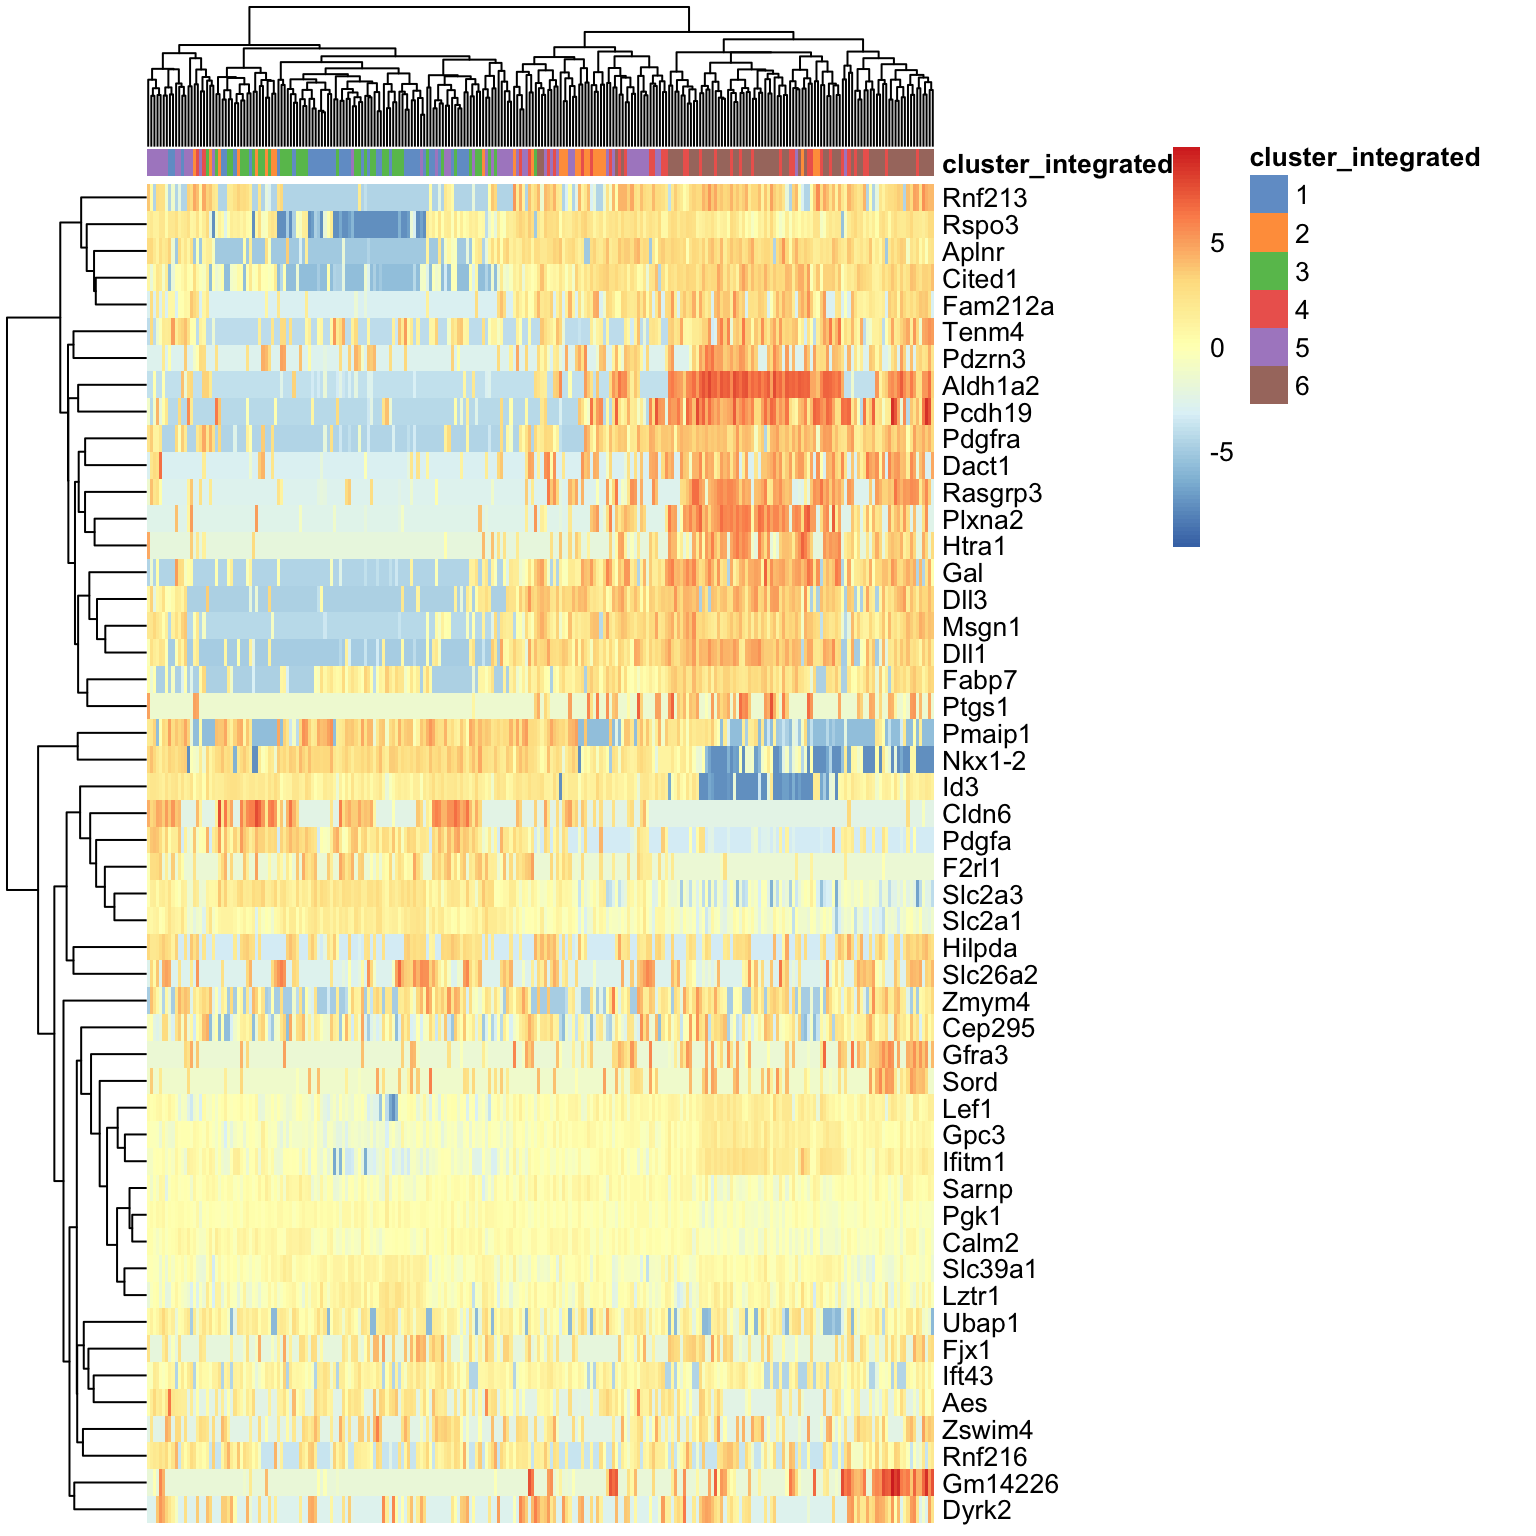 cluster_integrated
Rnf213
Rspo3
Aplnr
Cited1
Fam212a
Tenm4
Pdzrn3
Aldh1a2
Pcdh19
Pdgfra
Dact1
Rasgrp3
Plxna2
Htra1
Gal
Dll3
Msgn1
Dll1
Fabp7
Ptgs1
Pmaip1
Nkx1-2
Id3
Cldn6
Pdgfa
F2rl1
Slc2a3
Slc2a1
Hilpda
Slc26a2
Zmym4
Cep295
Gfra3
Sord
Lef1
Gpc3
Ifitm1
Sarnp
Pgk1
Calm2
Slc39a1
Lztr1
Ubap1
Fjx1
Ift43
Aes
Zswim4
Rnf216
Gm14226
Dyrk2
5
0
-5
cluster_integrated
1
2
3
4
5
6